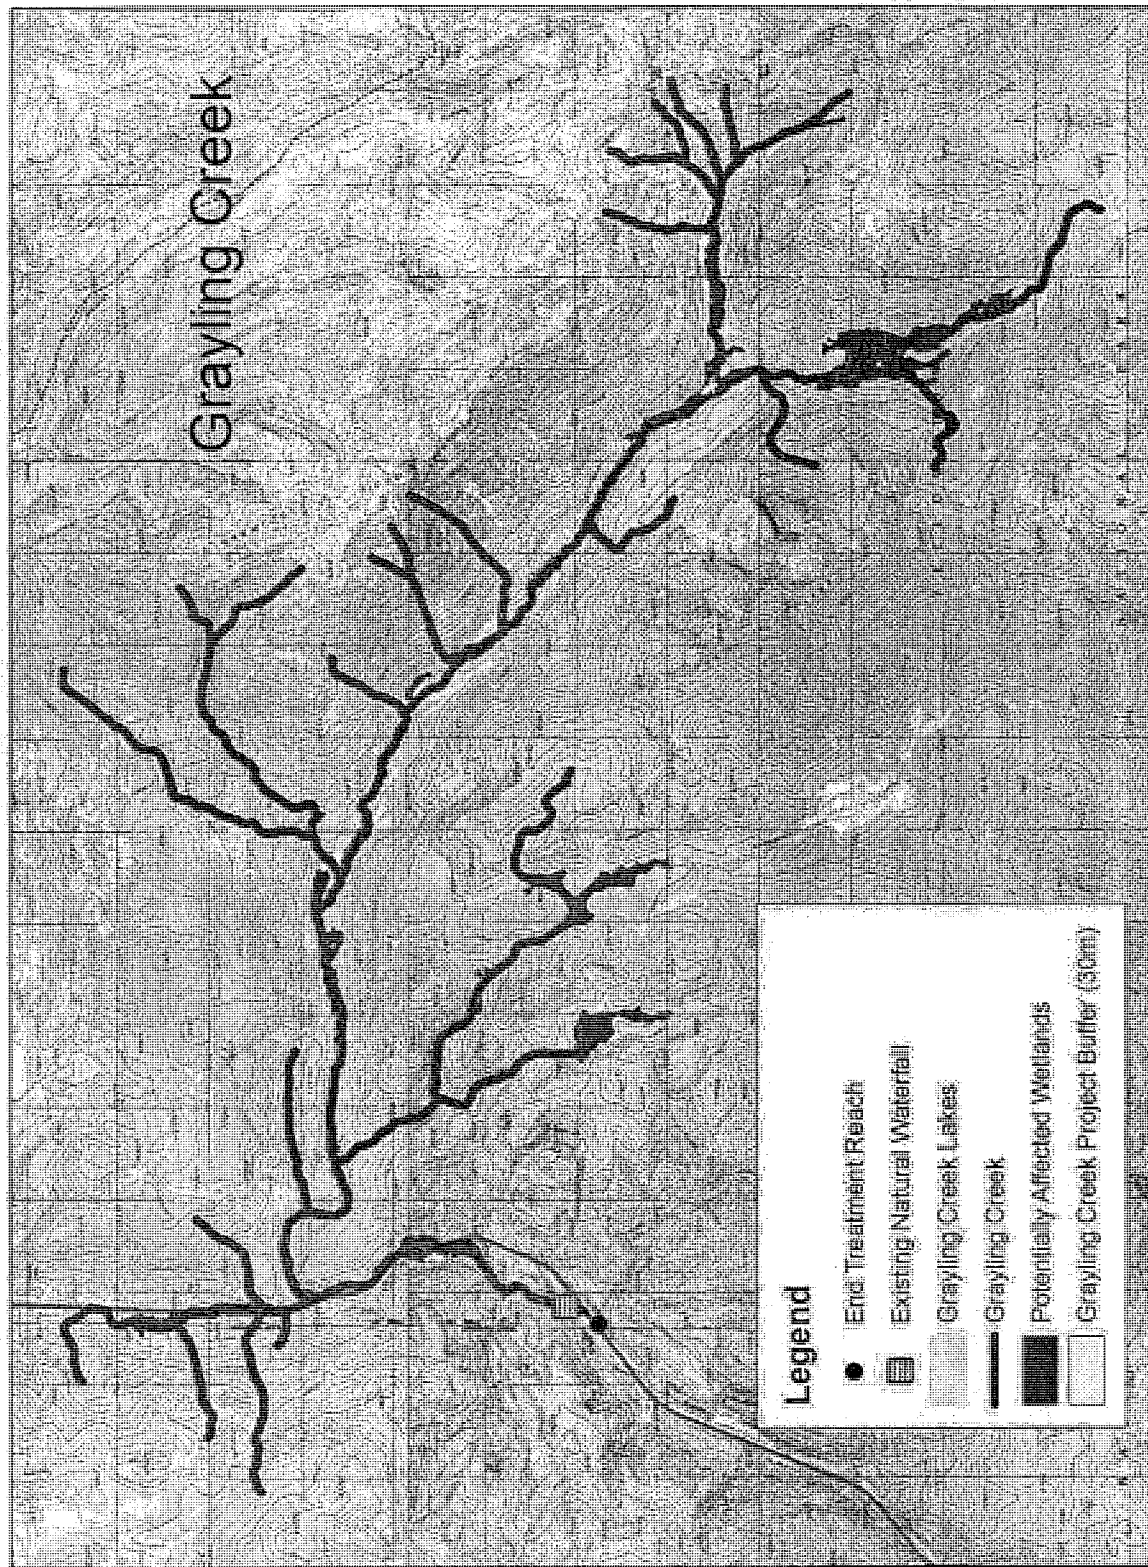 Grayling Creek
Legend
End Treatment Reach
Existing Natural Waterfall
Grayling Creek Lakes
Grayling Creek
Potentially Affected Wetlands
Grayling Creek Project Buffer (30m)